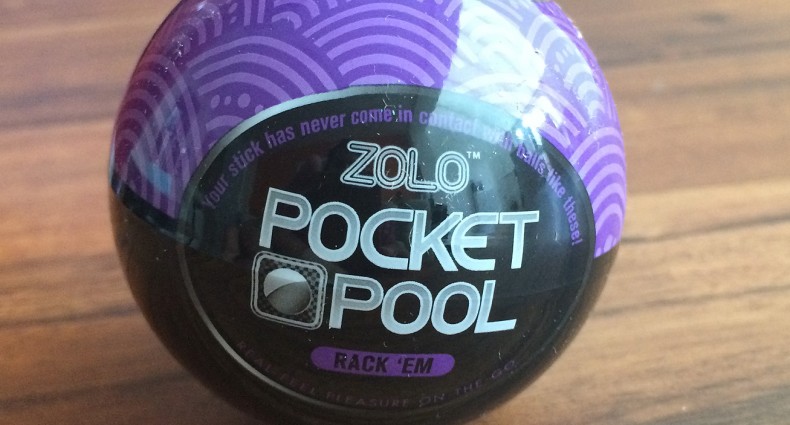 Your stick has never come in contact with balls like these!
ZOLO™
POCKET
POOL
RACK 'EM
REAL FEEL PLEASURE ON THE GO